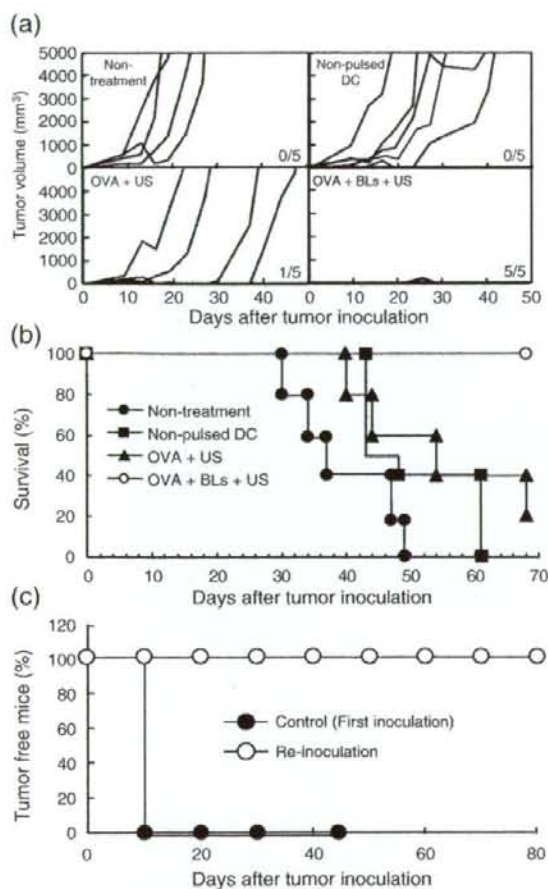 (a)
5000
4000
3000
2000
1000
0
Tumor volume (mm³)
Non-
treatment
0/5
Non-pulsed
DC
0/5
4000
3000
2000
1000
0
OVA + US
1/5
OVA + BLs + US
5/5
0 10 20 30 40 0 10 20 30 40 50
Days after tumor inoculation
(b)
100
80
60
40
20
0
Survival (%)
Non-treatment
Non-pulsed DC
OVA + US
OVA + BLs + US
0 10 20 30 40 50 60 70
Days after tumor inoculation
(c)
120
100
80
60
40
20
0
Tumor free mice (%)
Control (First inoculation)
Re-inoculation
0 20 40 60 80
Days after tumor inoculation